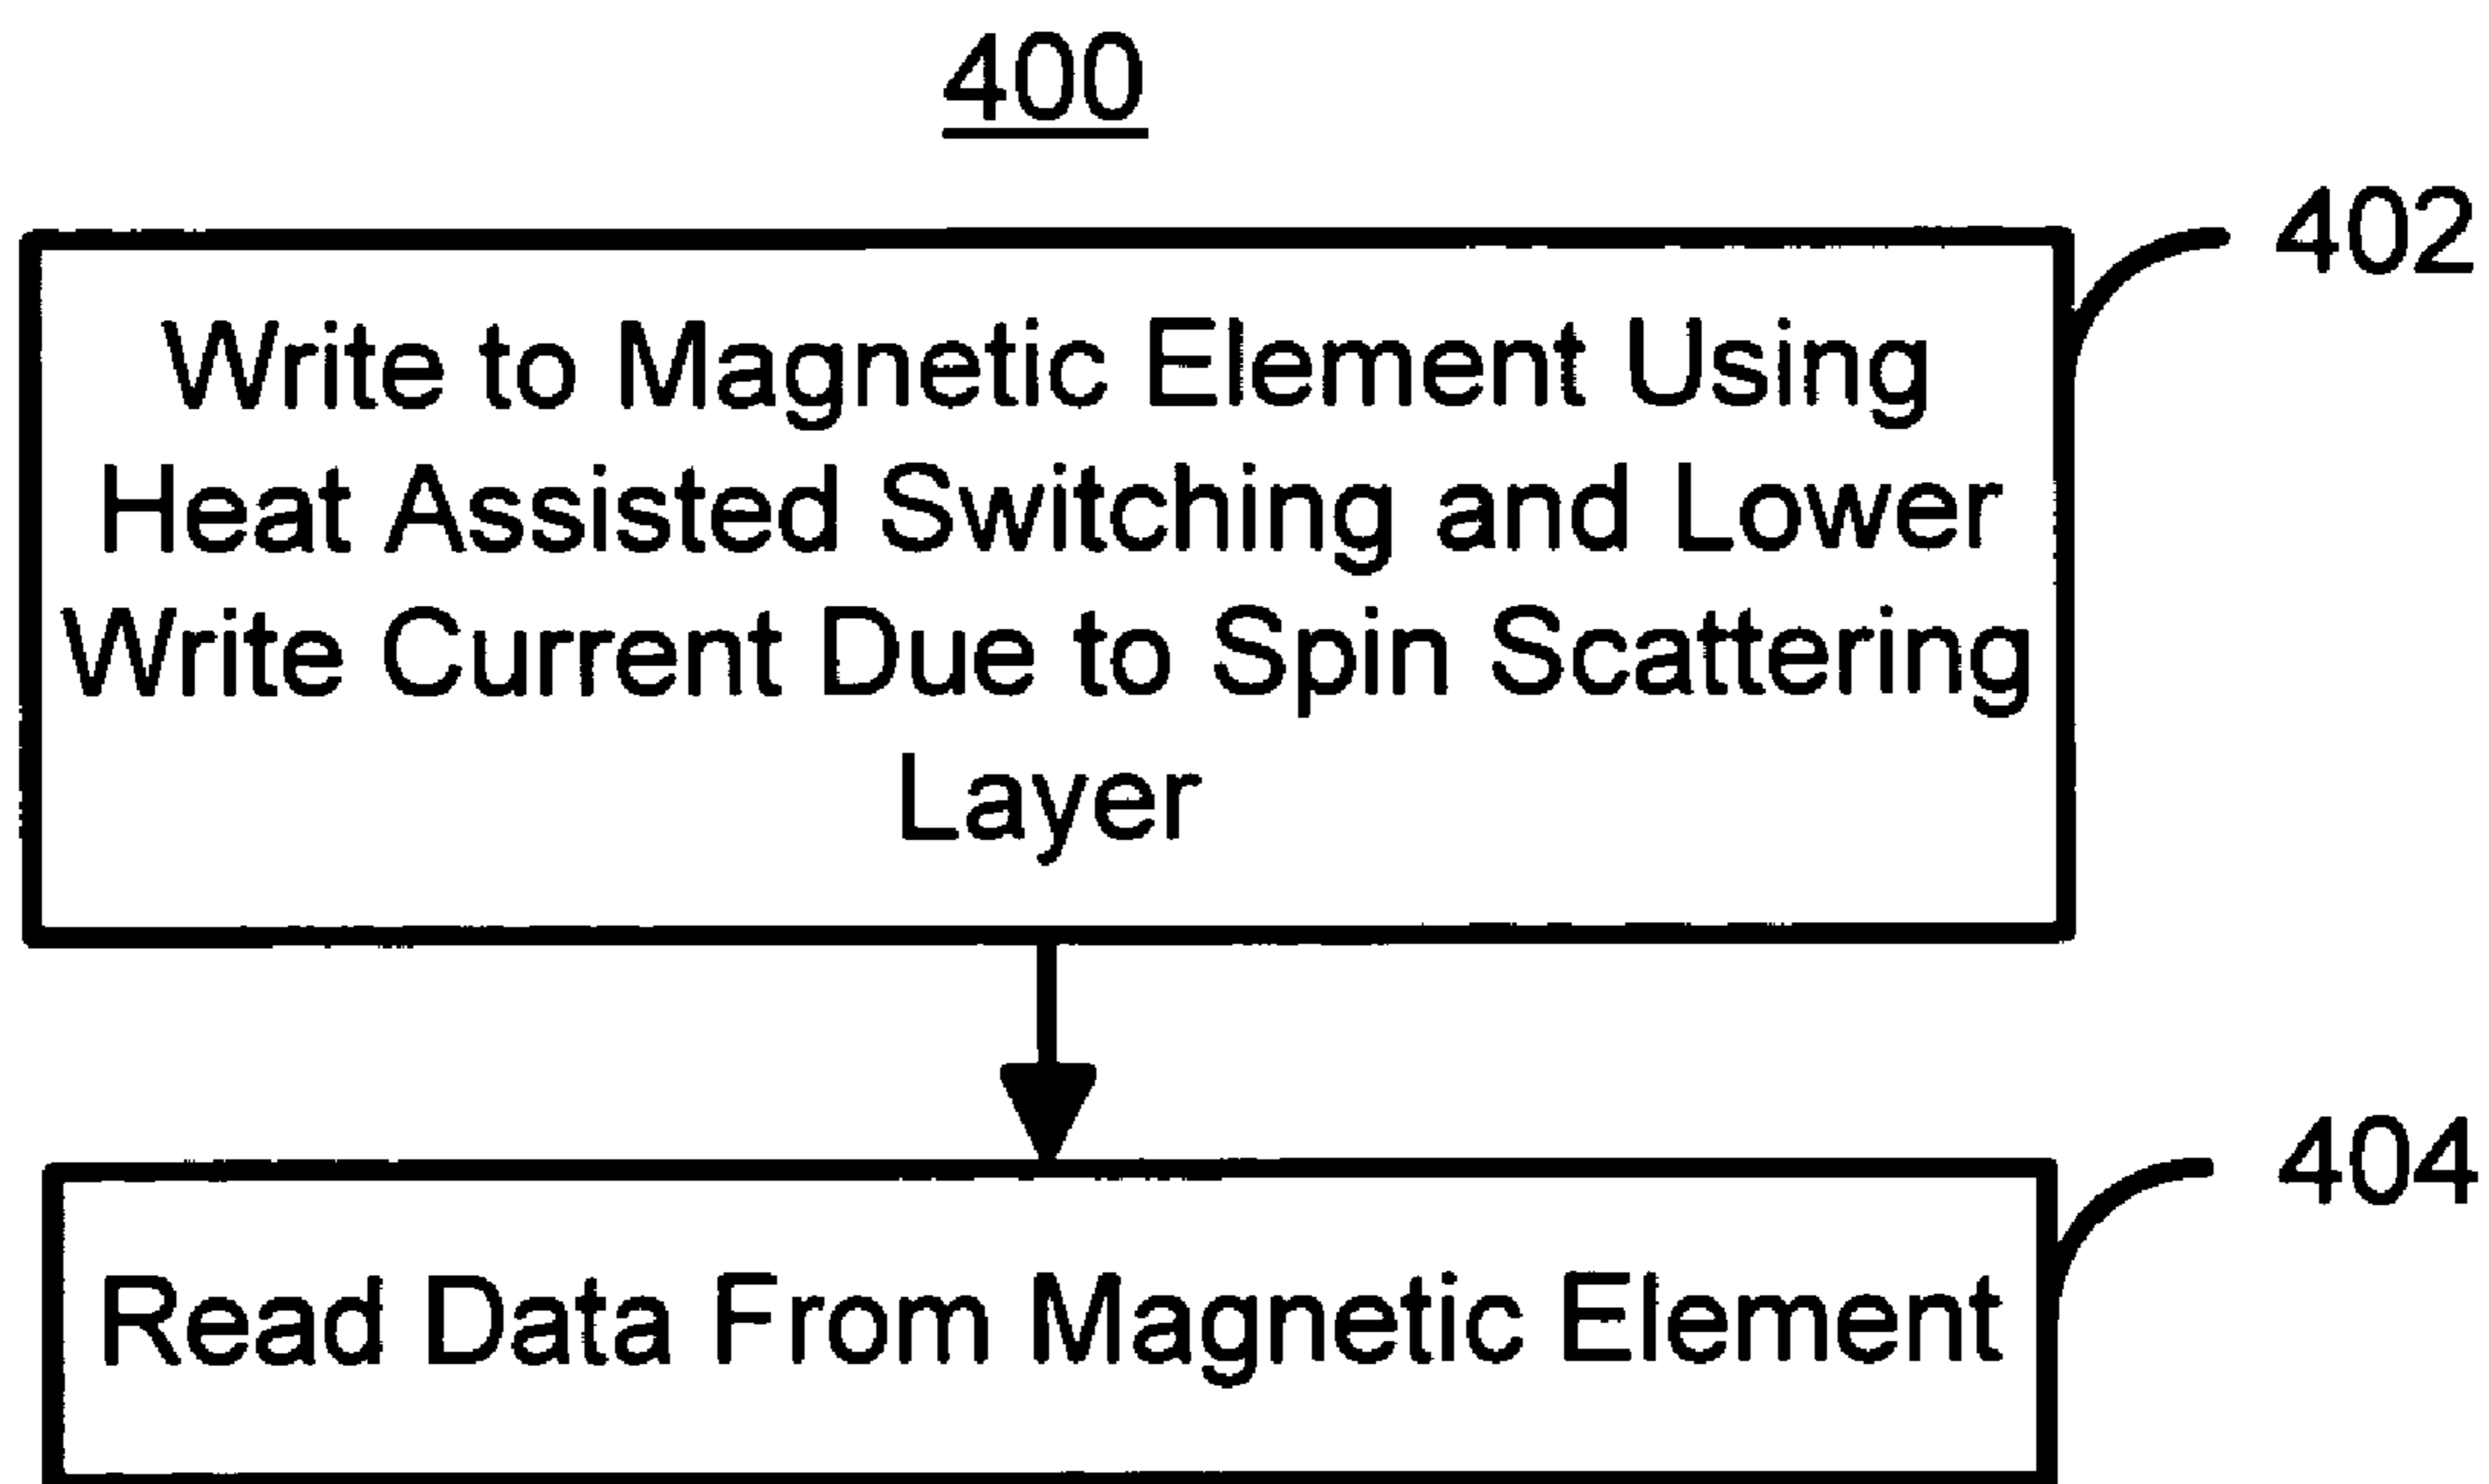 400
402
Write to Magnetic Element Using
Heat Assisted Switching and Lower
Write Current Due to Spin Scattering
Layer
404
Read Data From Magnetic Element